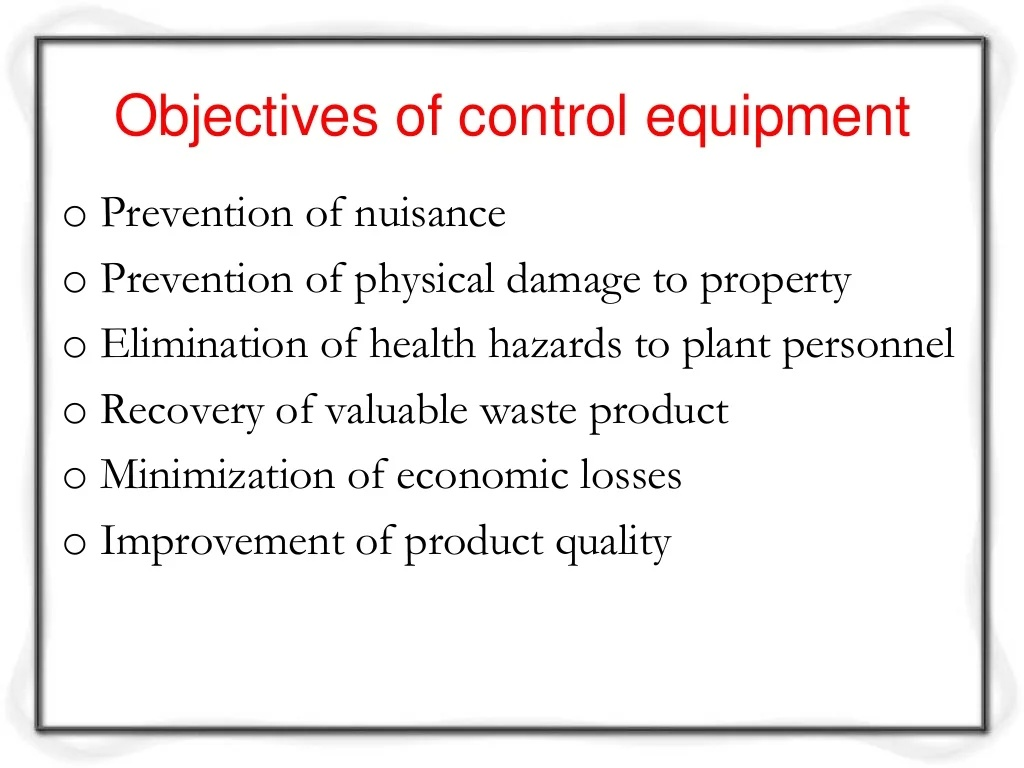 Objectives of control equipment
o Prevention of nuisance
o Prevention of physical damage to property
o Elimination of health hazards to plant personnel
o Recovery of valuable waste product
o Minimization of economic losses
o Improvement of product quality